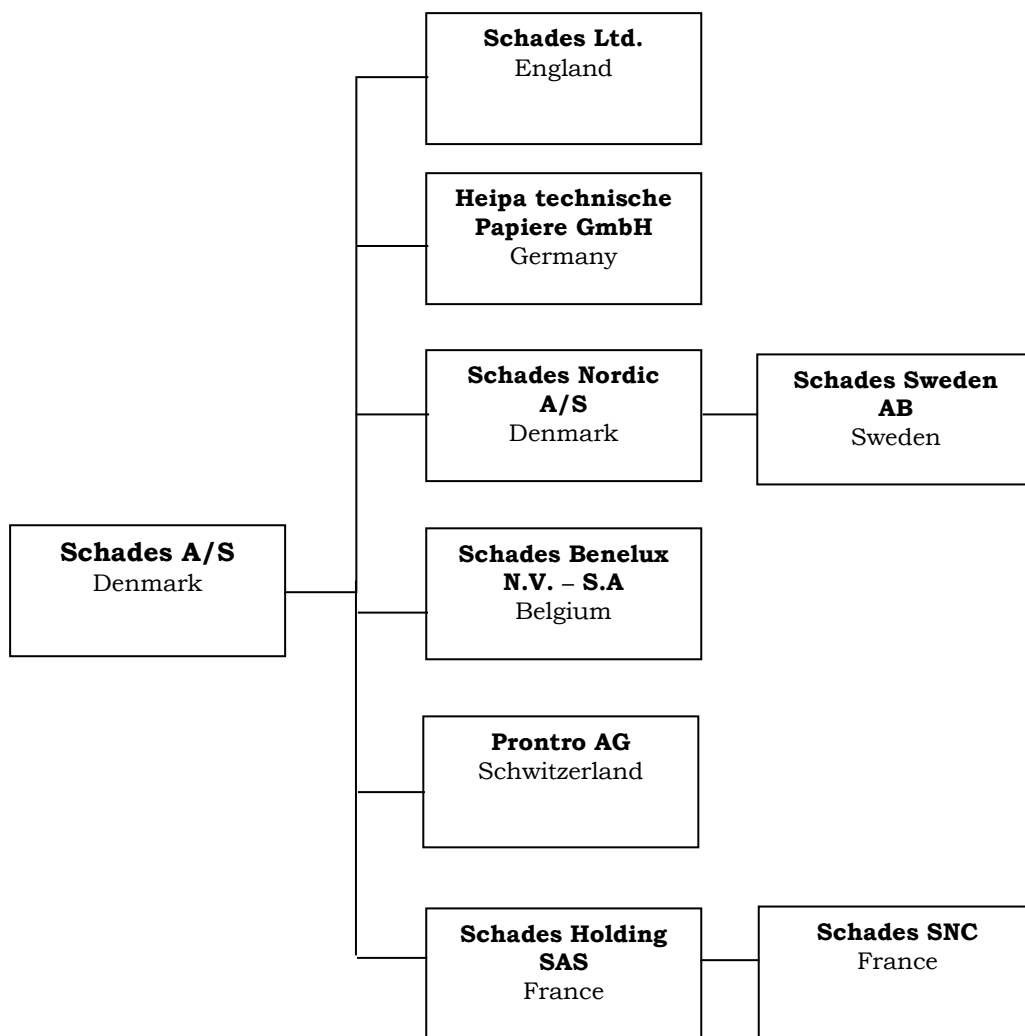 Schades Ltd.
England
Heipa technische
Papiere GmbH
Germany
Schades Nordic
A/S
Denmark
Schades Sweden
AB
Sweden
Schades A/S
Denmark
Schades Benelux
N.V. – S.A
Belgium
Prontro AG
Schwitzerland
Schades Holding
SAS
France
Schades SNC
France